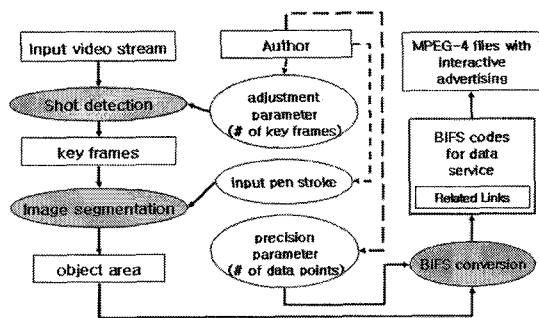 Input video stream
Shot detection
key frames
Image segmentation
object area
Author
adjustment
parameter
(# of key frames)
input pen stroke
precision
parameter
(# of data points)
MPEG-4 files with
interactive
advertising
BIFS codes
for data
service
Related Links
BIFS conversion